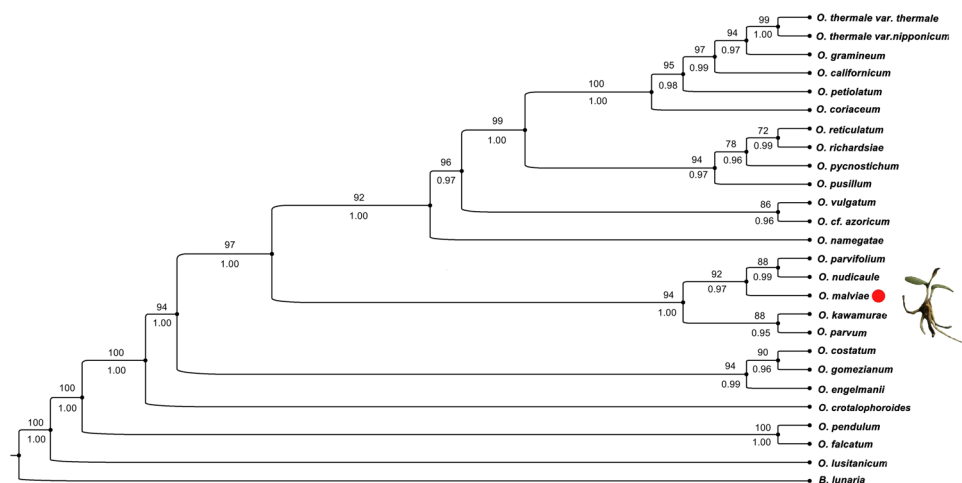 99
O. thermale var. thermale
94
1.00
O. thermale var.nipponicum
97
0.97
O. gramineum
95
0.99
O. californicum
100
0.98
O. petiolatum
1.00
O. coriaceum
99
72
O. reticulatum
1.00
78
0.99
O. richardsiae
96
94
0.96
O. pycnostichum
0.97
0.97
O. pusillum
92
86
O. vulgatum
1.00
0.96
O. cf. azoricum
97
O. namegatae
1.00
88
O. parvifolium
92
0.99
O. nudicaule
94
0.97
O. malviae
94
1.00
88
O. kawamurae
1.00
0.95
O. parvum
100
90
O. costatum
1.00
94
0.96
O. gomezianum
100
0.99
O. engelmanii
1.00
O. crotalophoroides
100
100
O. pendulum
1.00
1.00
O. falcatum
O. lusitanicum
B. lunaria